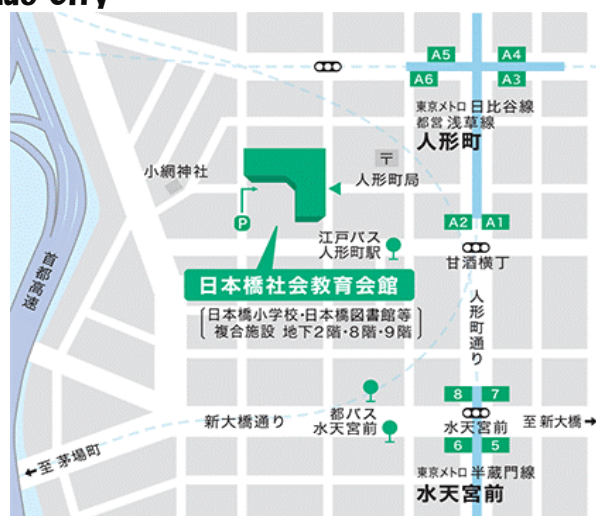 A5
A4
A6
A3
東京メトロ 日比谷線
都営 浅草線
人形町
小網神社
〒
人形町局
P
A2
A1
江戸バス
人形町駅
甘酒横丁
首都高速
日本橋社会教育会館
日本橋小学校・日本橋図書館等
複合施設 地下2階・8階・9階
人形町通り
8
7
新大橋通り
都バス
水天宮前
水天宮前
至 新大橋→
6
5
←至 茅場町
東京メトロ 半蔵門線
水天宮前